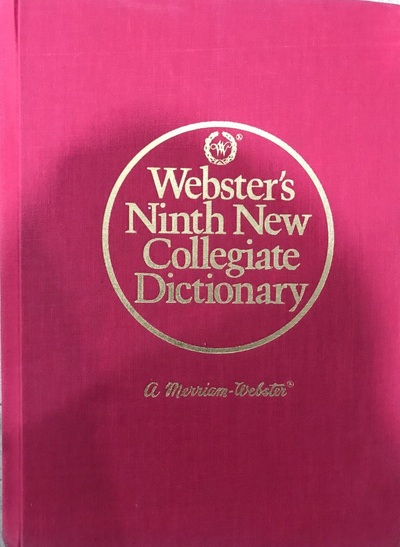 W
®
Webster's
Ninth New
Collegiate
Dictionary
A Merriam-Webster®